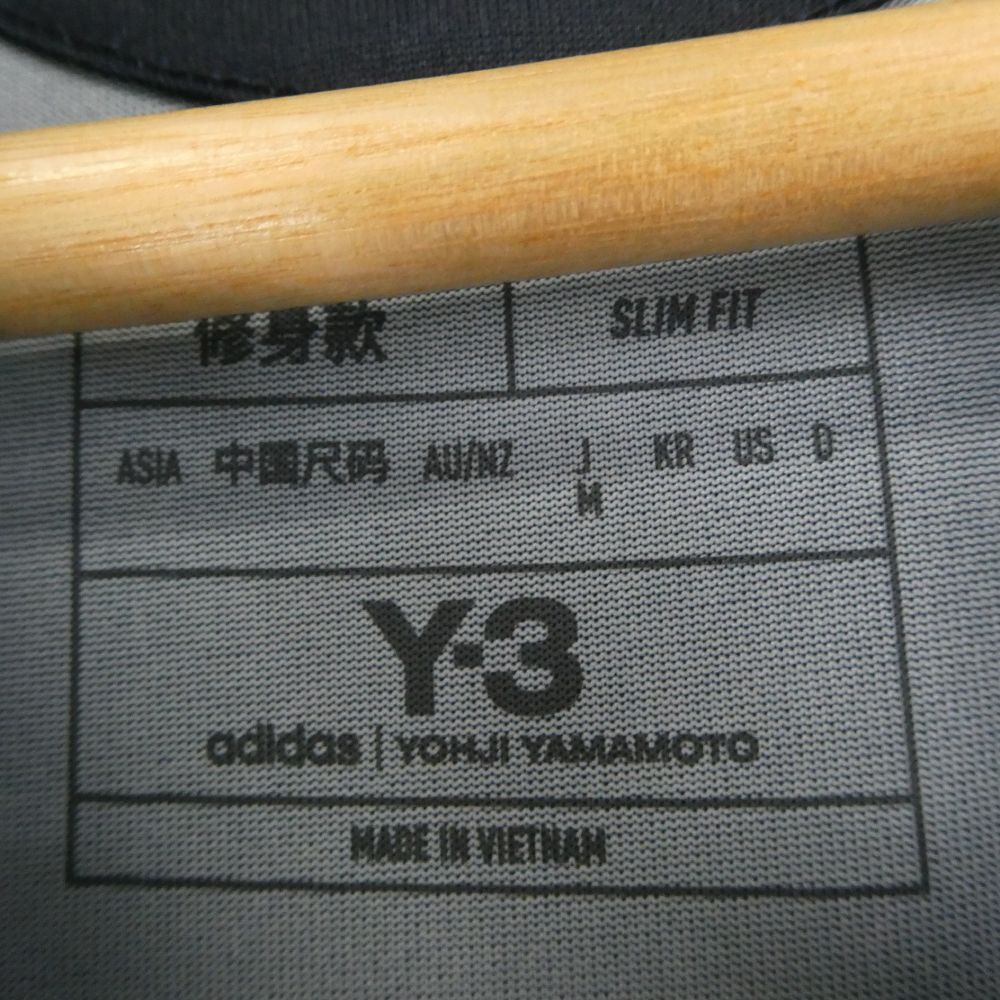 修身款 SLIM FIT
ASIA 中國尺码 AU/NZ J KR US D
M
Y-3
adidas | YOHJI YAMAMOTO
MADE IN VIETNAM